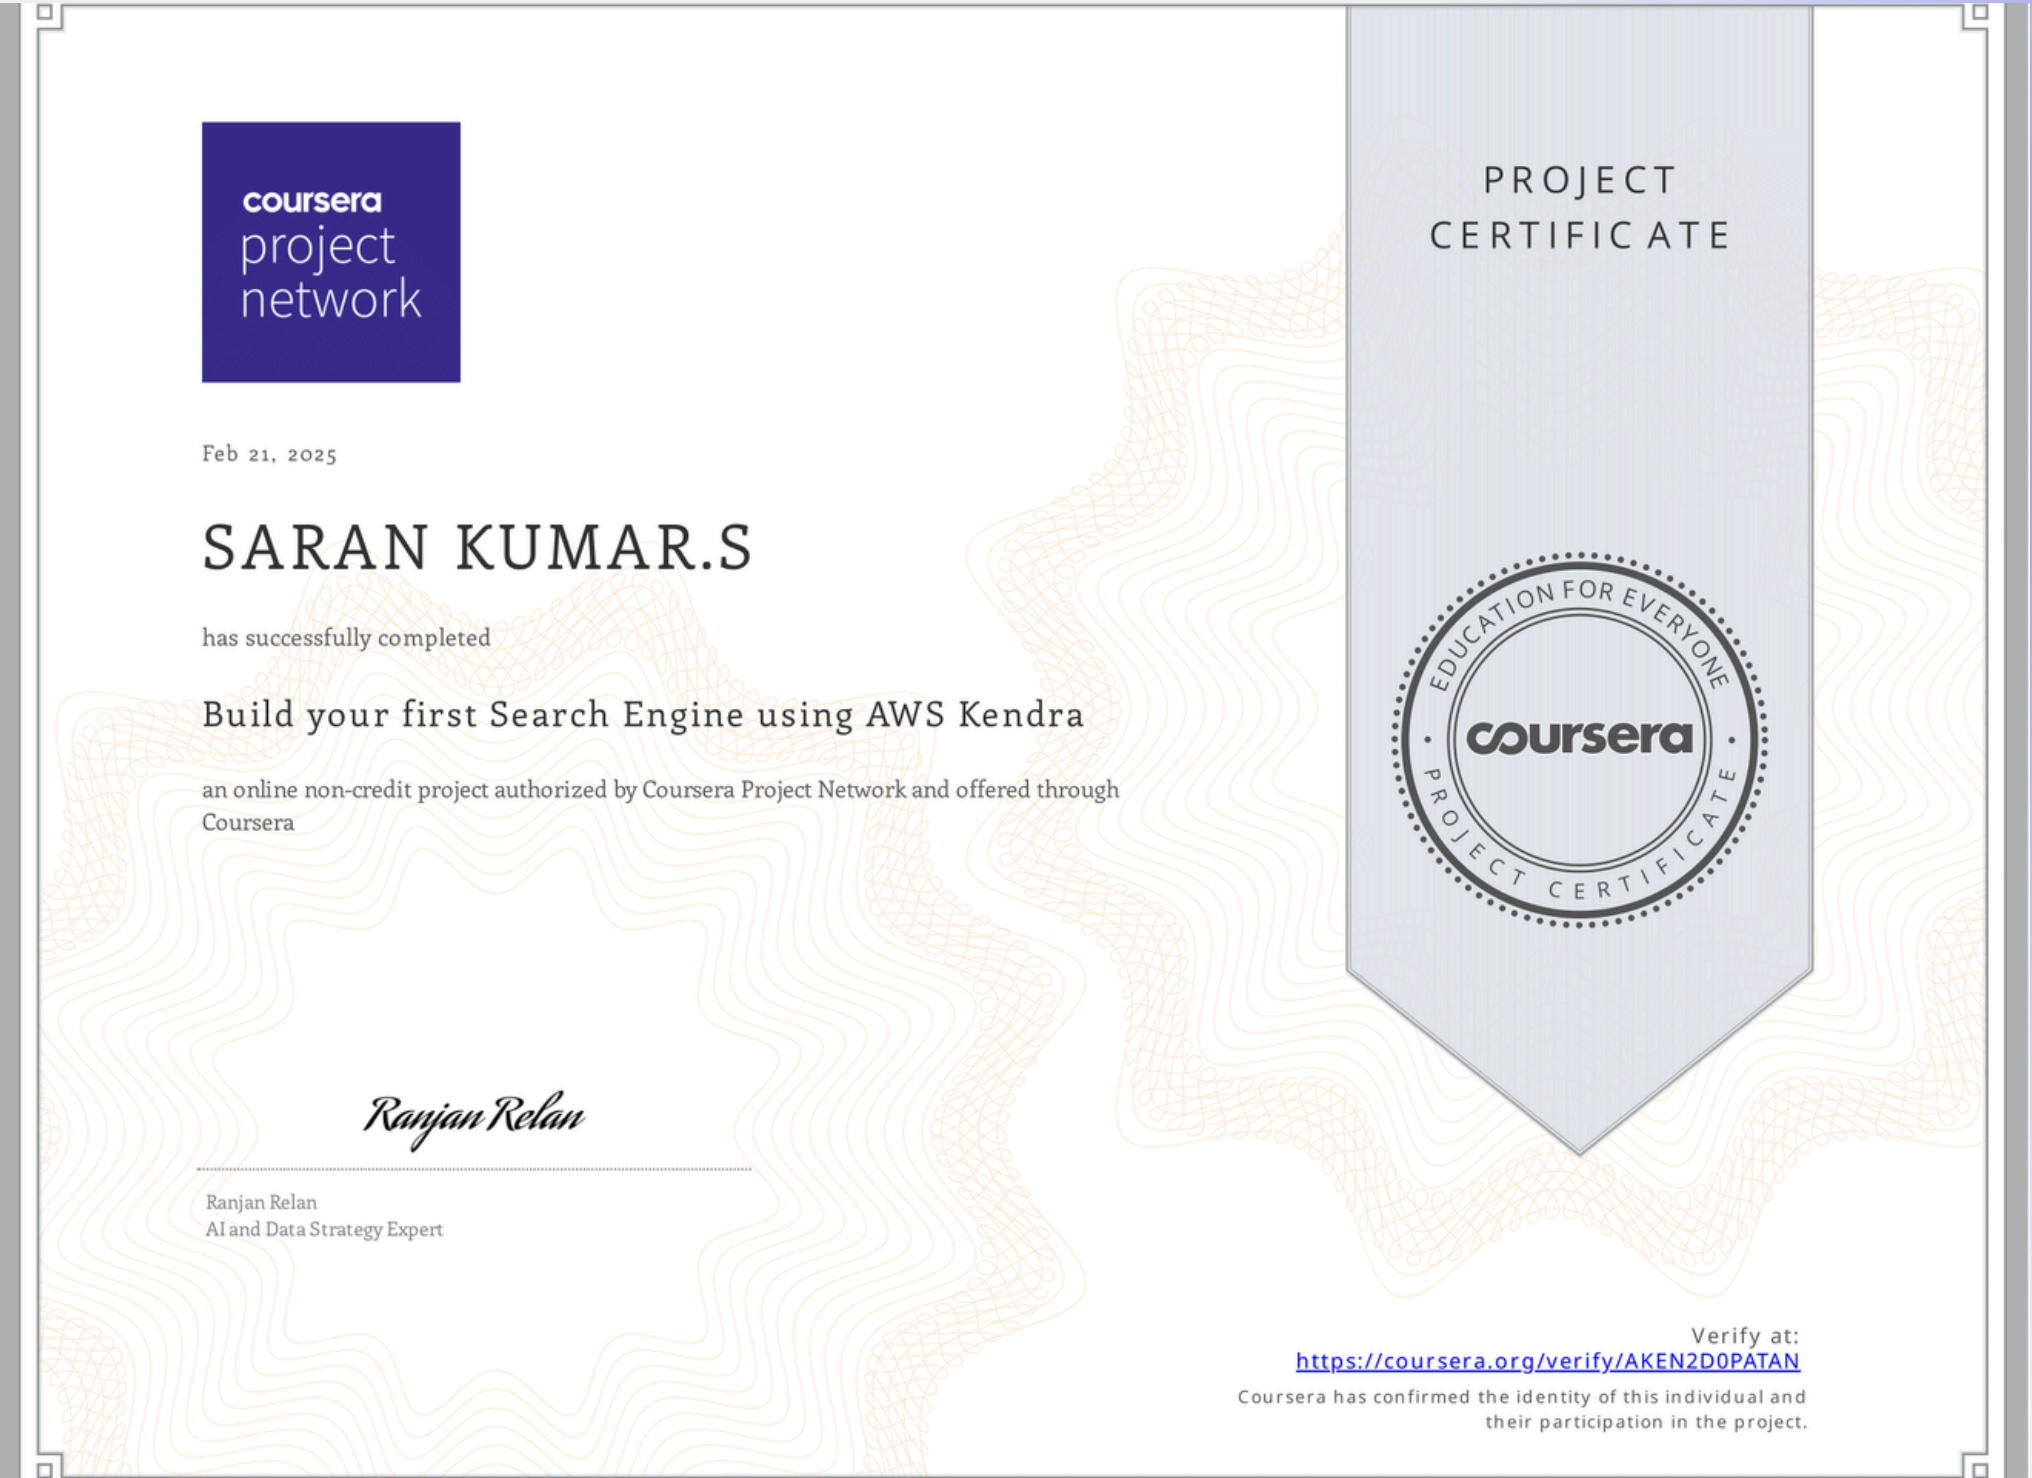 coursera
project
network
PROJECT
CERTIFICATE
Feb 21, 2025
SARAN KUMAR.S
has successfully completed
Build your first Search Engine using AWS Kendra
an online non-credit project authorized by Coursera Project Network and offered through
Coursera
EDUCATION FOR EVERYONE
coursera
PROJECT CERTIFICATE
Ranjan Relan
Ranjan Relan
AI and Data Strategy Expert
Verify at:
https://coursera.org/verify/AKEN2D0PATAN
Coursera has confirmed the identity of this individual and
their participation in the project.